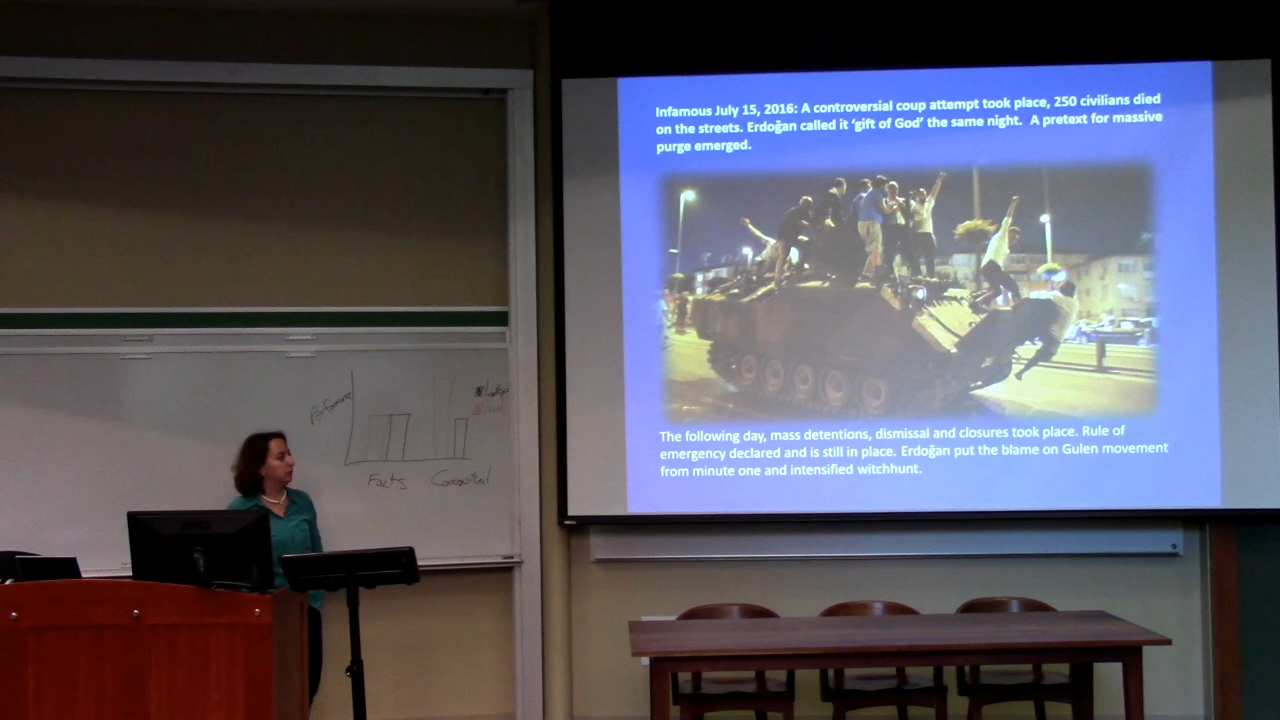 Infamous July 15, 2016: A controversial coup attempt took place, 250 civilians died
on the streets. Erdoğan called it ‘gift of God’ the same night. A pretext for massive
purge emerged.
The following day, mass detentions, dismissal and closures took place. Rule of
emergency declared and is still in place. Erdoğan put the blame on Gulen movement
from minute one and intensified witchhunt.
Facts